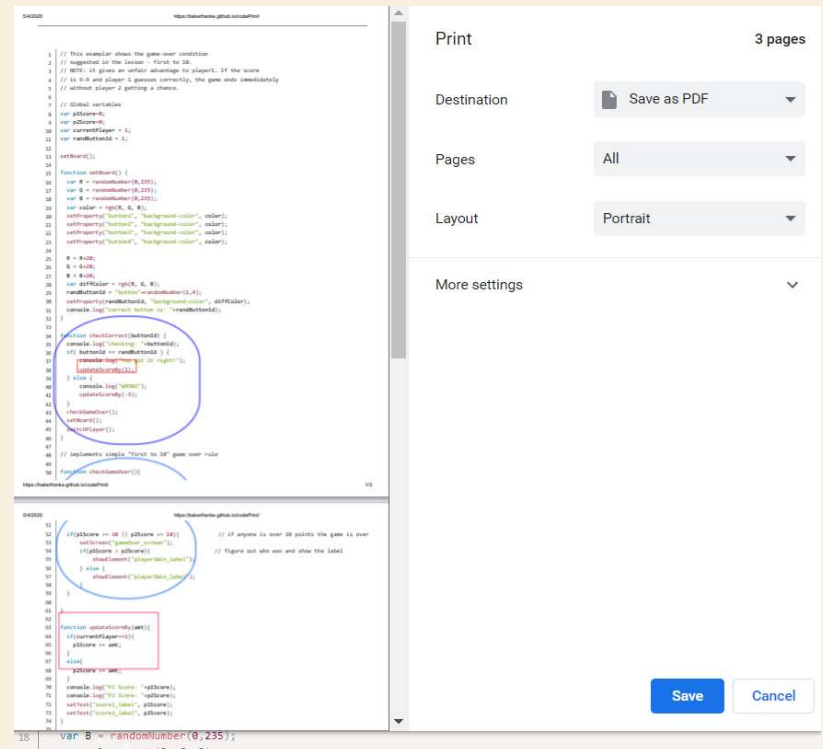 5/4/2020 https://bakerfranke.github.io/codePrint/
1 // This examplar shows the game-over condition
2 // suggested in the lesson - first to 10.
3 // NOTE: it gives an unfair advantage to player1. If the score
4 // is 9-9 and player 1 guesses correctly, the game ends immedidately
5 // without player 2 getting a chance.
6
7 // Global variables
8 var p1Score=0;
9 var p2Score=0;
10 var currentPlayer = 1;
11 var randButtonId = 1;
12
13 setBoard();
14
15 function setBoard() {
16 var R = randomNumber(0,235);
17 var G = randomNumber(0,235);
18 var B = randomNumber(0,235);
19 var color = rgb(R, G, B);
20 setProperty("button1", "background-color", color);
21 setProperty("button2", "background-color", color);
22 setProperty("button3", "background-color", color);
23 setProperty("button4", "background-color", color);
24
25 R = R+20;
26 G = G+20;
27 B = B+20;
28 var diffColor = rgb(R, G, B);
29 randButtonId = "button"+randomNumber(1,4);
30 setProperty(randButtonId, "background-color", diffColor);
31 console.log("correct button is: "+randButtonId);
32 }
33
34 function checkCorrect(buttonId) {
35 console.log("checking: "+buttonId);
36 if( buttonId == randButtonId ) {
37 console.log("You got it right!");
38 updateScoreBy(1);
39 } else {
40 console.log("WRONG");
41 updateScoreBy(-3);
42 }
43 checkGameOver();
44 setBoard();
45 switchPlayer();
46 }
47
48 // implements simple "first to 10" game over rule
49
50 function checkGameOver(){
https://bakerfranke.github.io/codePrint/ 1/3
5/4/2020 https://bakerfranke.github.io/codePrint/
51
52 if(p1Score >= 10 || p2Score >= 10){ // if anyone is over 10 points the game is over
53 setScreen("gameOver_screen");
54 if(p1Score > p2Score){ // figure out who won and show the label
55 showElement("player1Win_label");
56 } else {
57 showElement("player2Win_label");
58 }
59 }
60
61 }
62
63 function updateScoreBy(amt){
64 if(currentPlayer==1){
65 p1Score += amt;
66 }
67 else{
68 p2Score += amt;
69 }
70 console.log("P1 Score: "+p1Score);
71 console.log("P2 Score: "+p2Score);
72 setText("score1_label", p1Score);
73 setText("score2_label", p2Score);
74 }
Print 3 pages
Destination Save as PDF
Pages All
Layout Portrait
More settings
Save Cancel
18 var B = randomNumber(0,235);